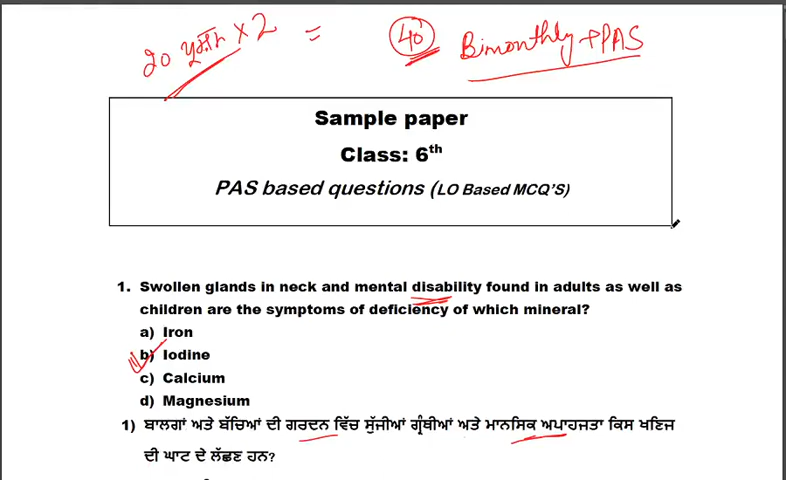 20 ਪ੍ਰਸ਼ਨ × 2 = 40 Bimonthly + PAS
Sample paper
Class: 6th
PAS based questions (LO Based MCQ'S)
1. Swollen glands in neck and mental disability found in adults as well as
children are the symptoms of deficiency of which mineral?
a) Iron
b) Iodine
c) Calcium
d) Magnesium
1) ਬਾਲਗਾਂ ਅਤੇ ਬੱਚਿਆਂ ਦੀ ਗਰਦਨ ਵਿੱਚ ਸੁੱਜੀਆਂ ਗ੍ਰੰਥੀਆਂ ਅਤੇ ਮਾਨਸਿਕ ਅਪਾਹਜਤਾ ਕਿਸ ਖਣਿਜ
ਦੀ ਘਾਟ ਦੇ ਲੱਛਣ ਹਨ?